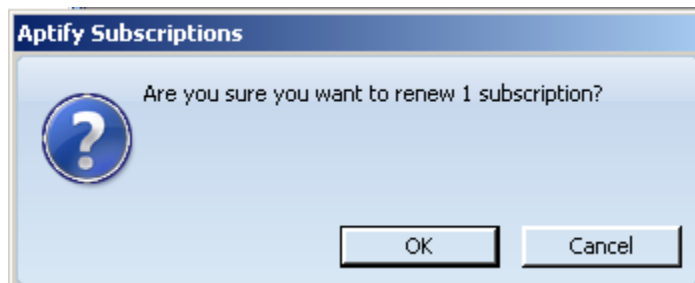 Aptify Subscriptions
Are you sure you want to renew 1 subscription?
?
OK
Cancel